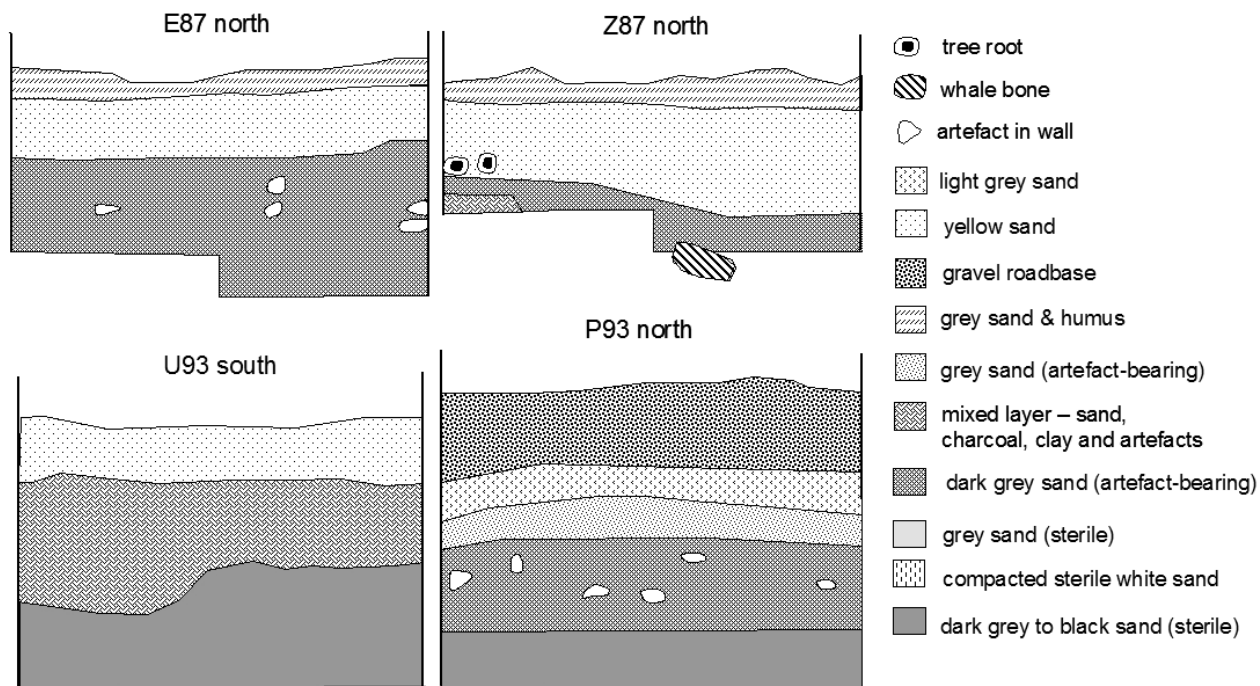 E87 north
Z87 north
U93 south
P93 north
tree root
whale bone
artefact in wall
light grey sand
yellow sand
gravel roadbase
grey sand & humus
grey sand (artefact-bearing)
mixed layer – sand,
charcoal, clay and artefacts
dark grey sand (artefact-bearing)
grey sand (sterile)
compacted sterile white sand
dark grey to black sand (sterile)